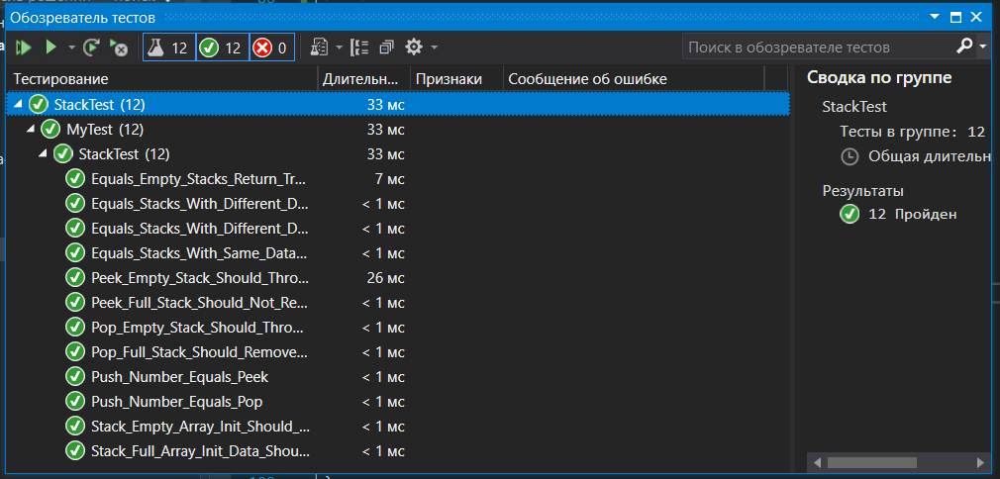 Обозреватель тестов
12 12 0
Поиск в обозревателе тестов
Тестирование Длительн... Признаки Сообщение об ошибке
StackTest (12) 33 мс
MyTest (12) 33 мс
StackTest (12) 33 мс
Equals_Empty_Stacks_Return_Tr... 7 мс
Equals_Stacks_With_Different_D... < 1 мс
Equals_Stacks_With_Different_D... < 1 мс
Equals_Stacks_With_Same_Data... < 1 мс
Peek_Empty_Stack_Should_Thro... 26 мс
Peek_Full_Stack_Should_Not_Re... < 1 мс
Pop_Empty_Stack_Should_Thro... < 1 мс
Pop_Full_Stack_Should_Remove... < 1 мс
Push_Number_Equals_Peek < 1 мс
Push_Number_Equals_Pop < 1 мс
Stack_Empty_Array_Init_Should_... < 1 мс
Stack_Full_Array_Init_Data_Shou... < 1 мс
Сводка по группе
StackTest
Тесты в группе: 12
Общая длительн
Результаты
12 Пройден